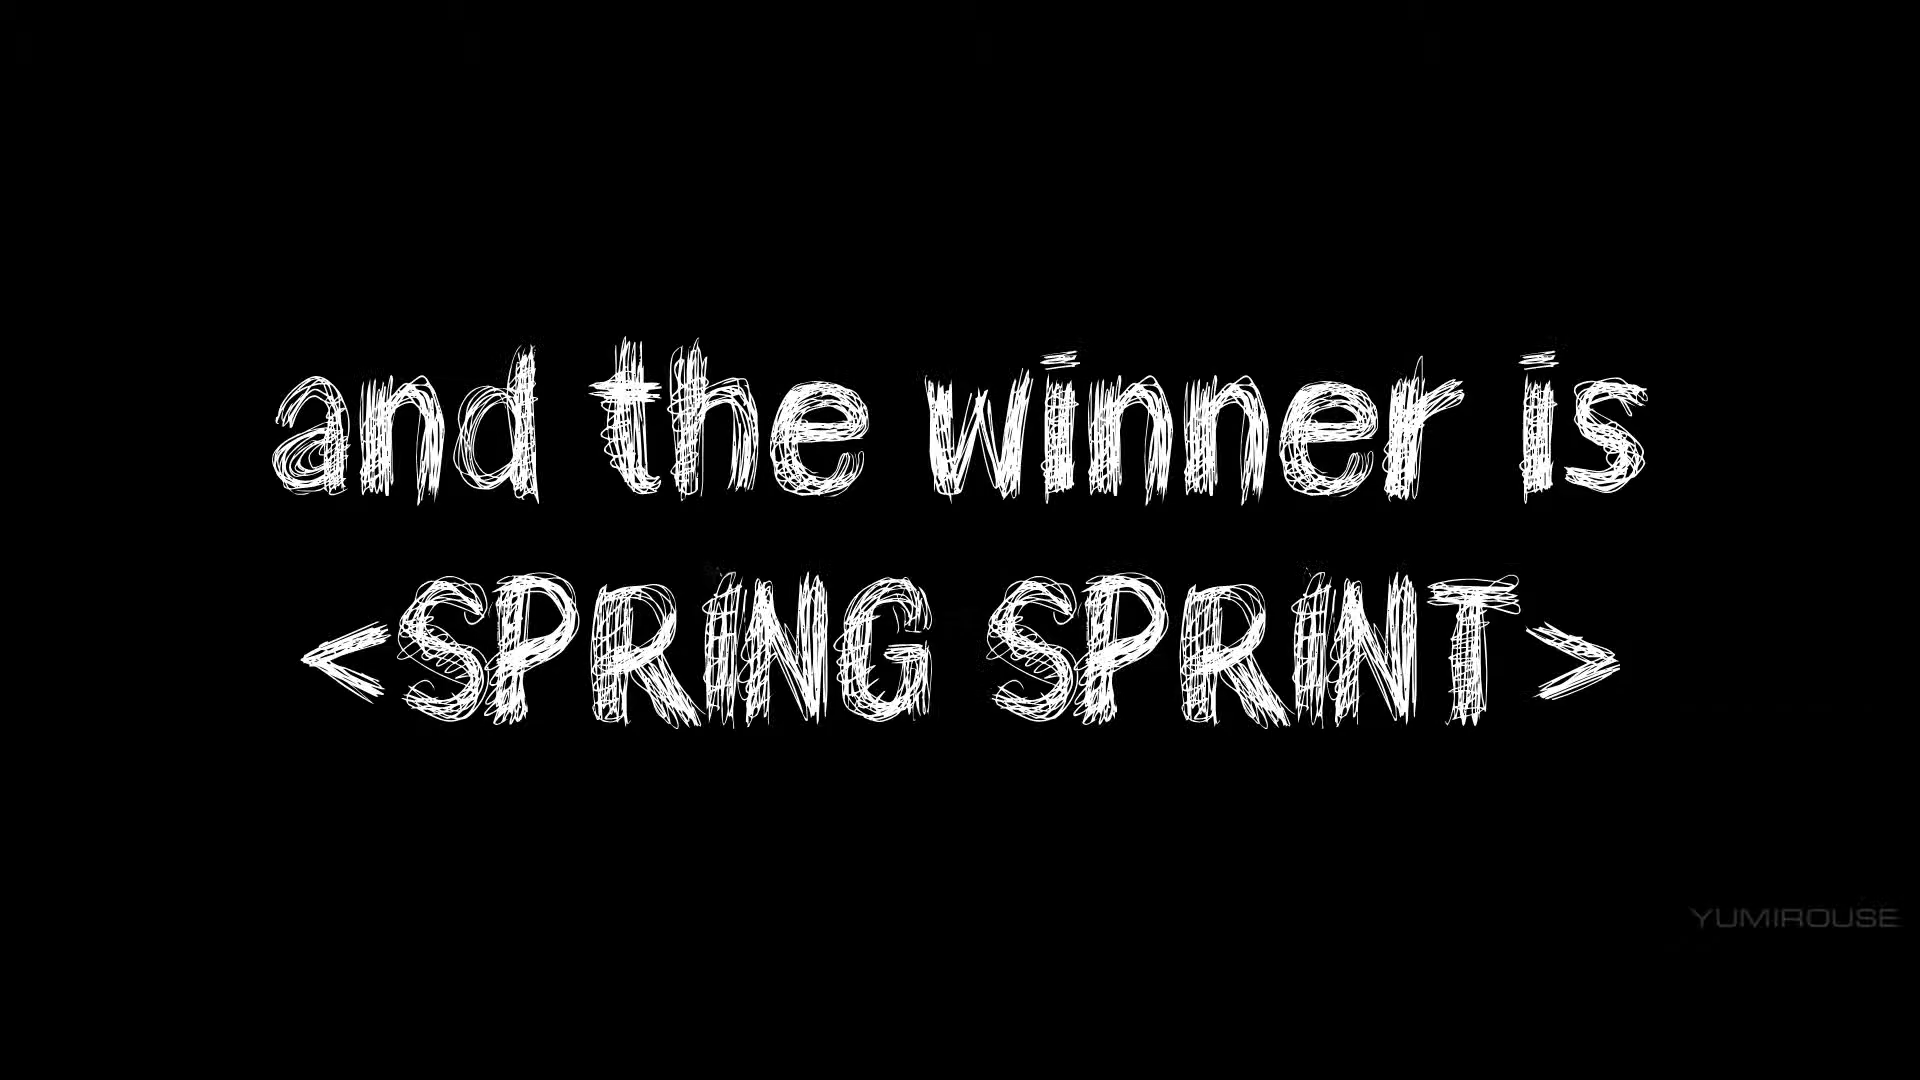 and the winner is
<SPRING SPRINT>
YUMIROUSE